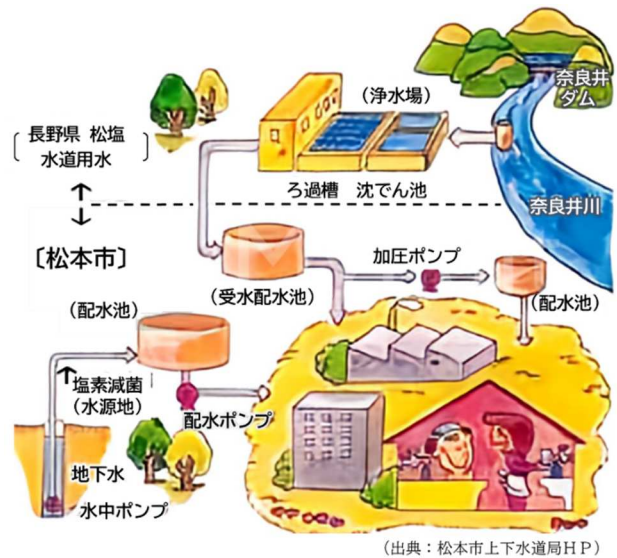 奈良井
ダム
(浄水場)
長野県 松塩
水道用水
ろ過槽 沈でん池
奈良井川
〔松本市〕
加圧ポンプ
(受水配水池)
(配水池)
(配水池)
塩素減菌
(水源地)
配水ポンプ
地下水
水中ポンプ
(出典:松本市上下水道局HP)